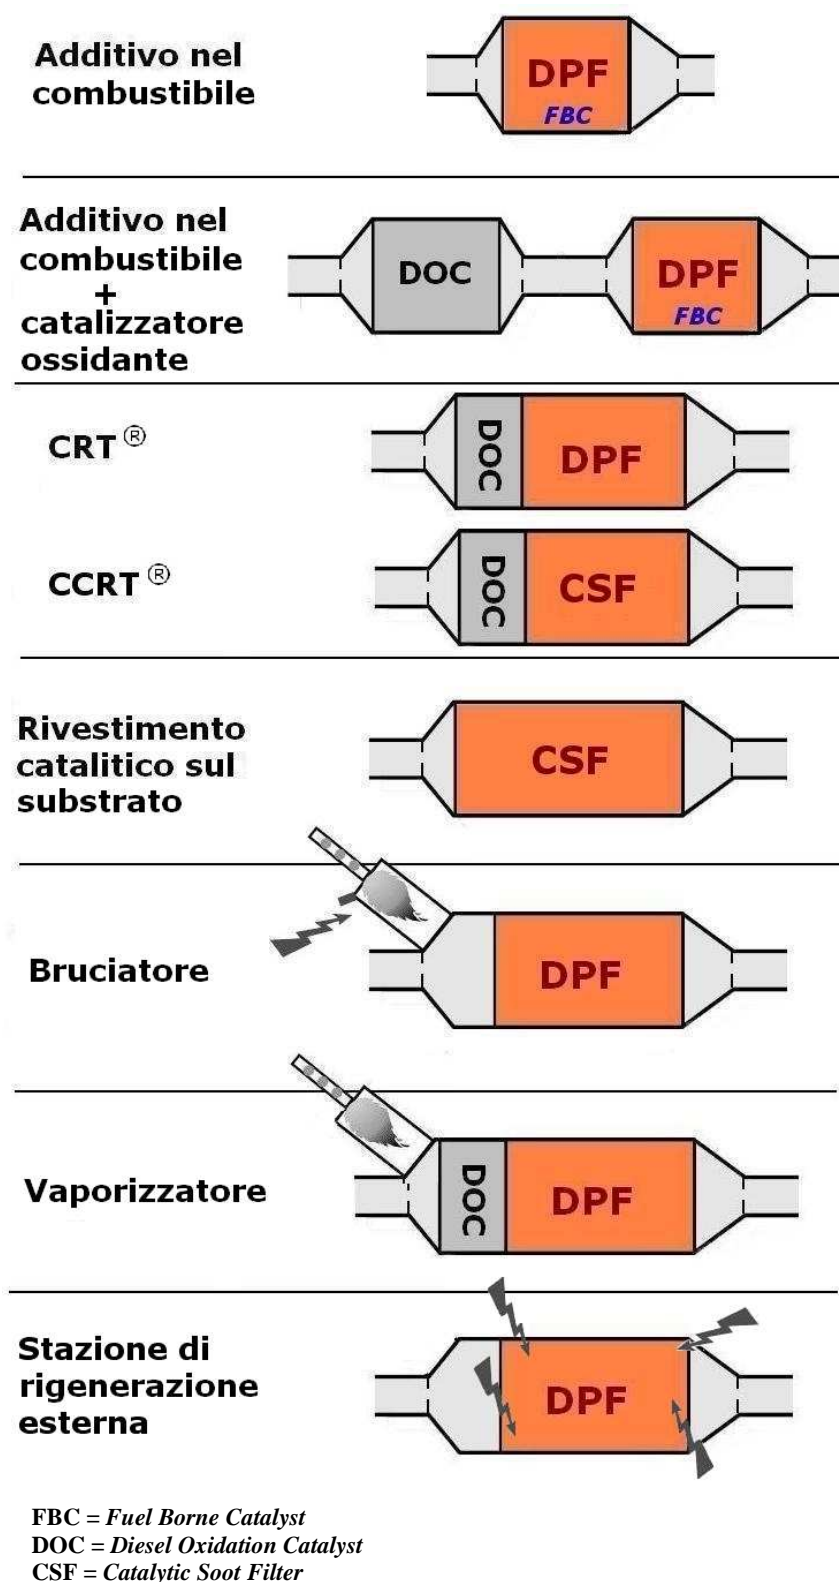 Additivo nel
combustibile
DPF
FBC
Additivo nel
combustibile
+
catalizzatore
ossidante
DOC
DPF
FBC
CRT ®
DOC
DPF
CCRT ®
DOC
CSF
Rivestimento
catalitico sul
substrato
CSF
Bruciatore
DPF
Vaporizzatore
DOC
DPF
Stazione di
rigenerazione
esterna
DPF
FBC = Fuel Borne Catalyst
DOC = Diesel Oxidation Catalyst
CSF = Catalytic Soot Filter